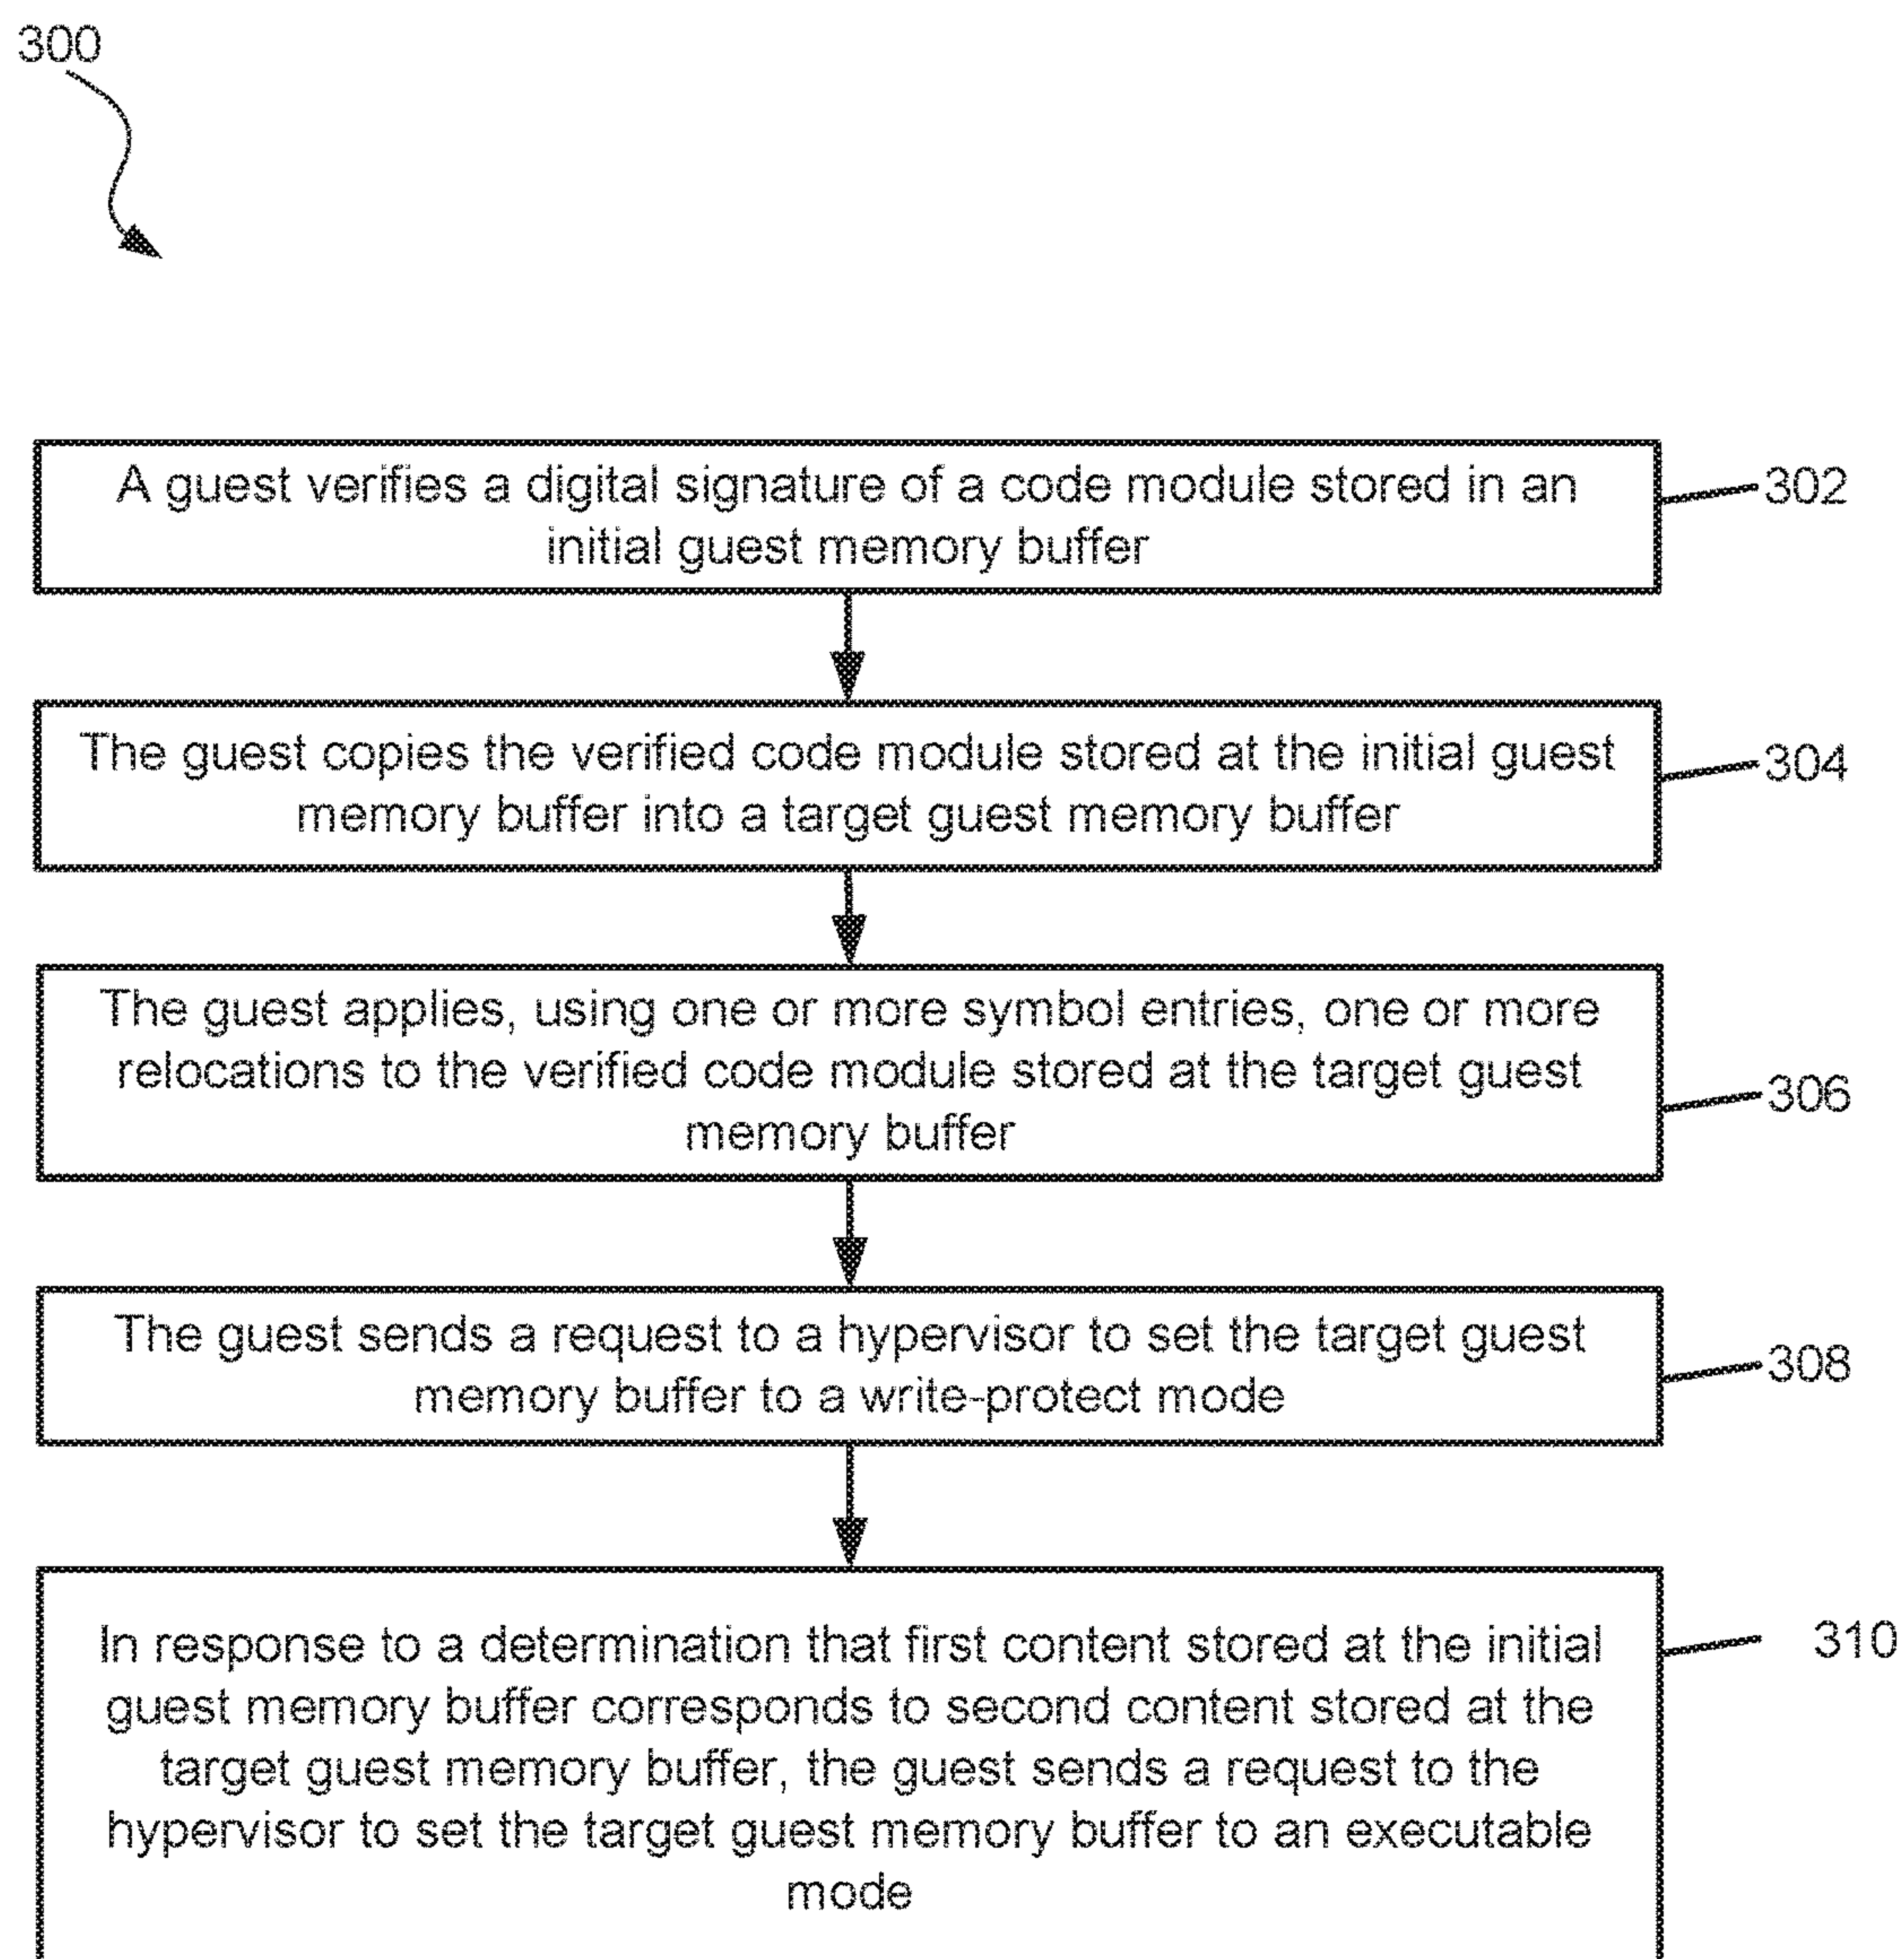 300
A guest verifies a digital signature of a code module stored in an
initial guest memory buffer
302
The guest copies the verified code module stored at the initial guest
memory buffer into a target guest memory buffer
304
The guest applies, using one or more symbol entries, one or more
relocations to the verified code module stored at the target guest
memory buffer
306
The guest sends a request to a hypervisor to set the target guest
memory buffer to a write-protect mode
308
In response to a determination that first content stored at the initial
guest memory buffer corresponds to second content stored at the
target guest memory buffer, the guest sends a request to the
hypervisor to set the target guest memory buffer to an executable
mode
310